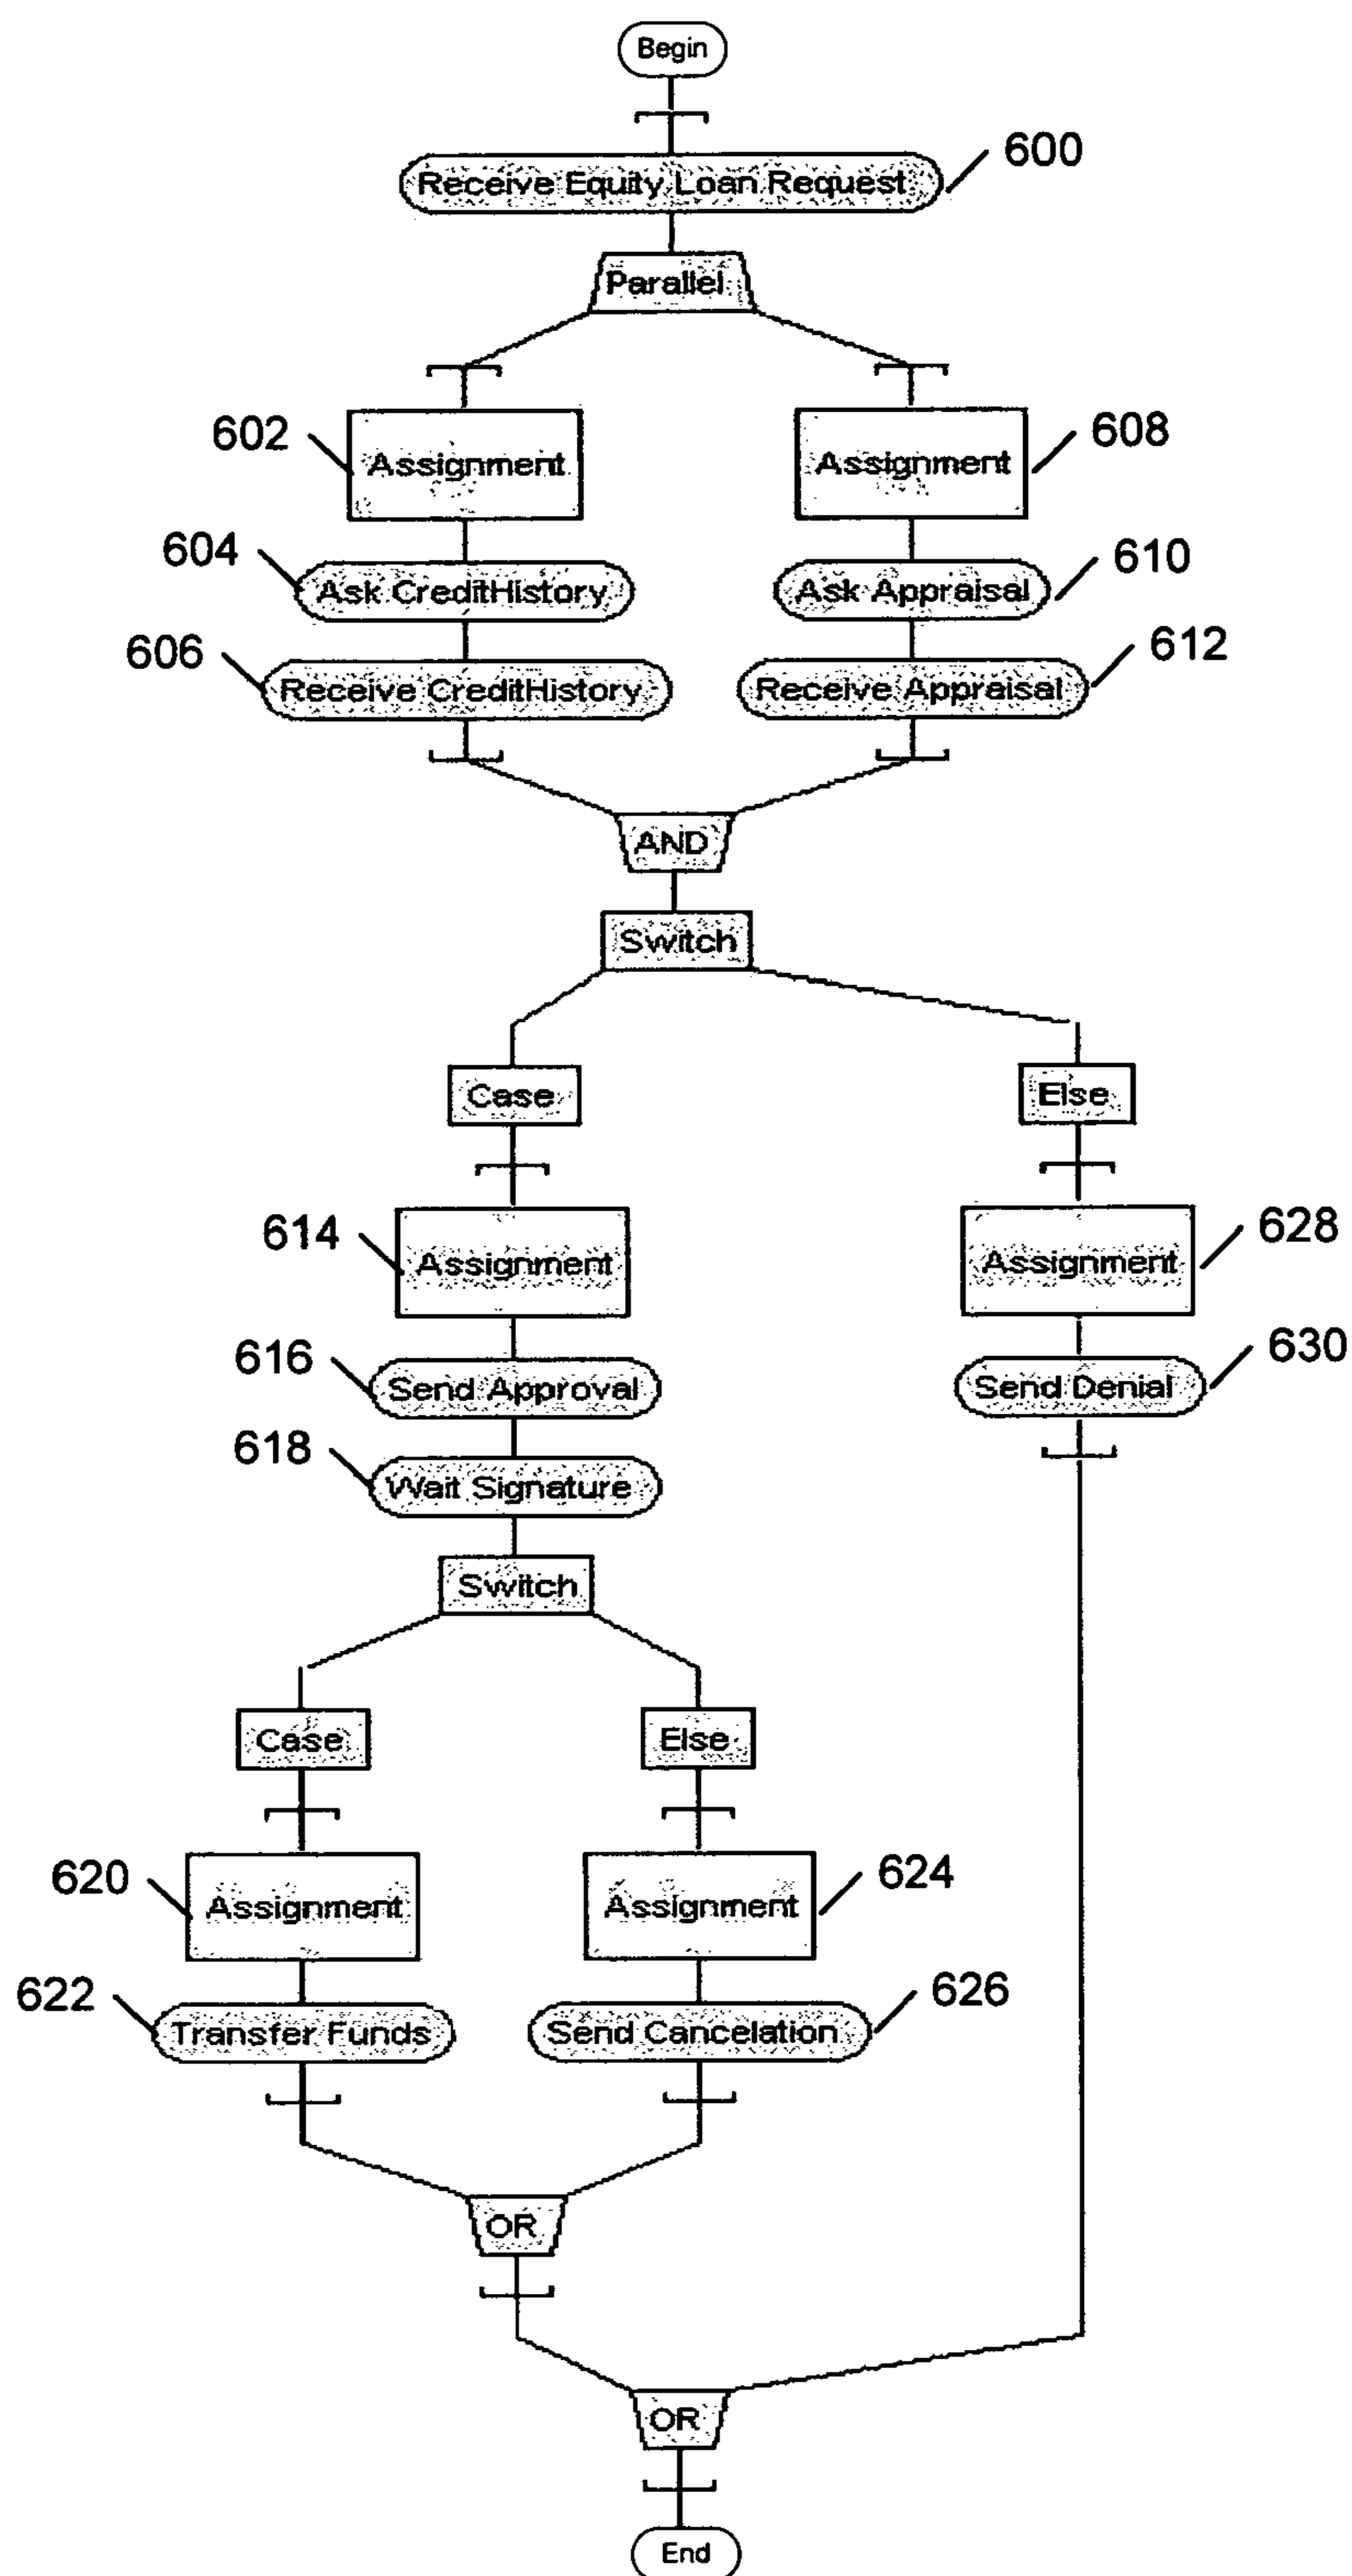 Begin
600
Receive Equity Loan Request
Parallel
602
Assignment
608
Assignment
604
Ask CreditHistory
610
Ask Appraisal
606
Receive CreditHistory
612
Receive Appraisal
AND
Switch
Case
Else
614
Assignment
628
Assignment
616
Send Approval
630
Send Denial
618
Wait Signature
Switch
Case
Else
620
Assignment
624
Assignment
622
Transfer Funds
626
Send Cancelation
OR
OR
End